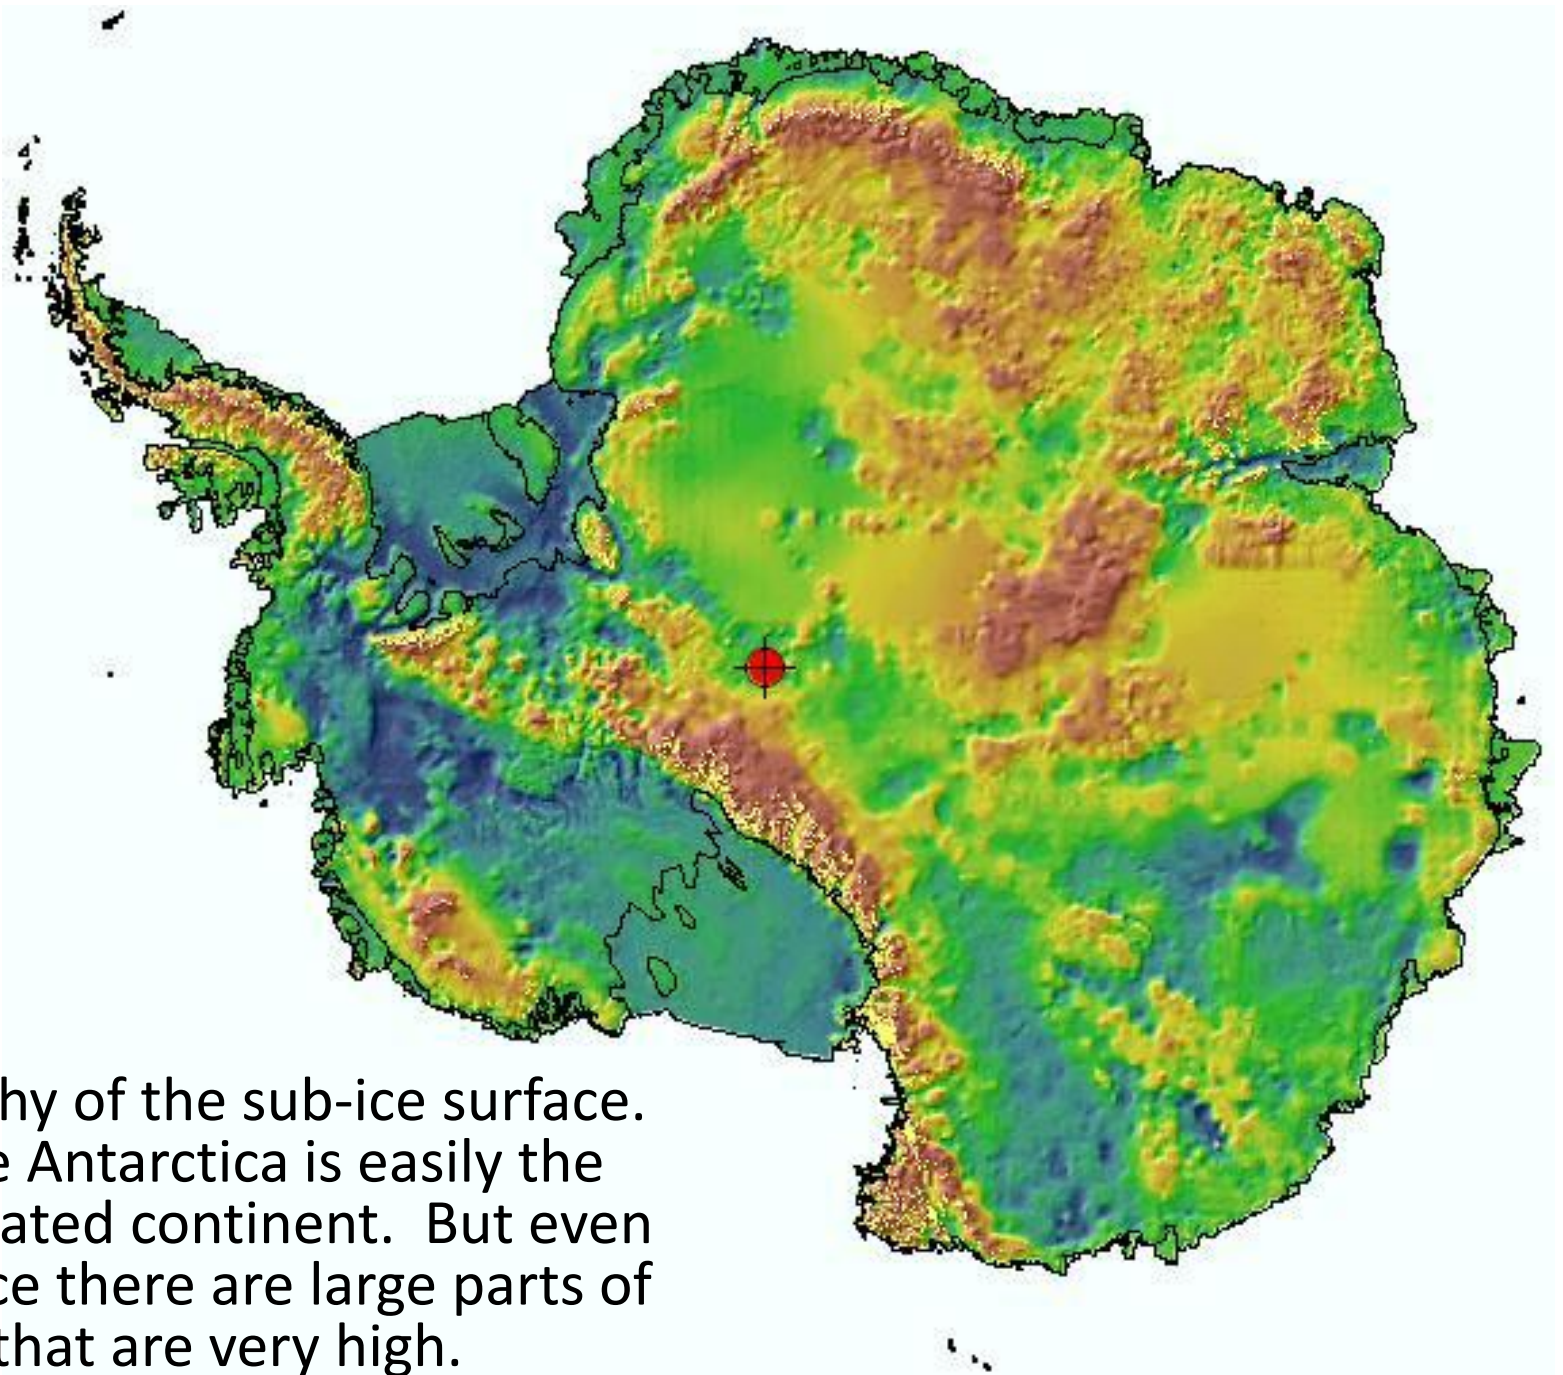 hy of the sub-ice surface.
e Antarctica is easily the
ated continent.  But even
ce there are large parts of
that are very high.